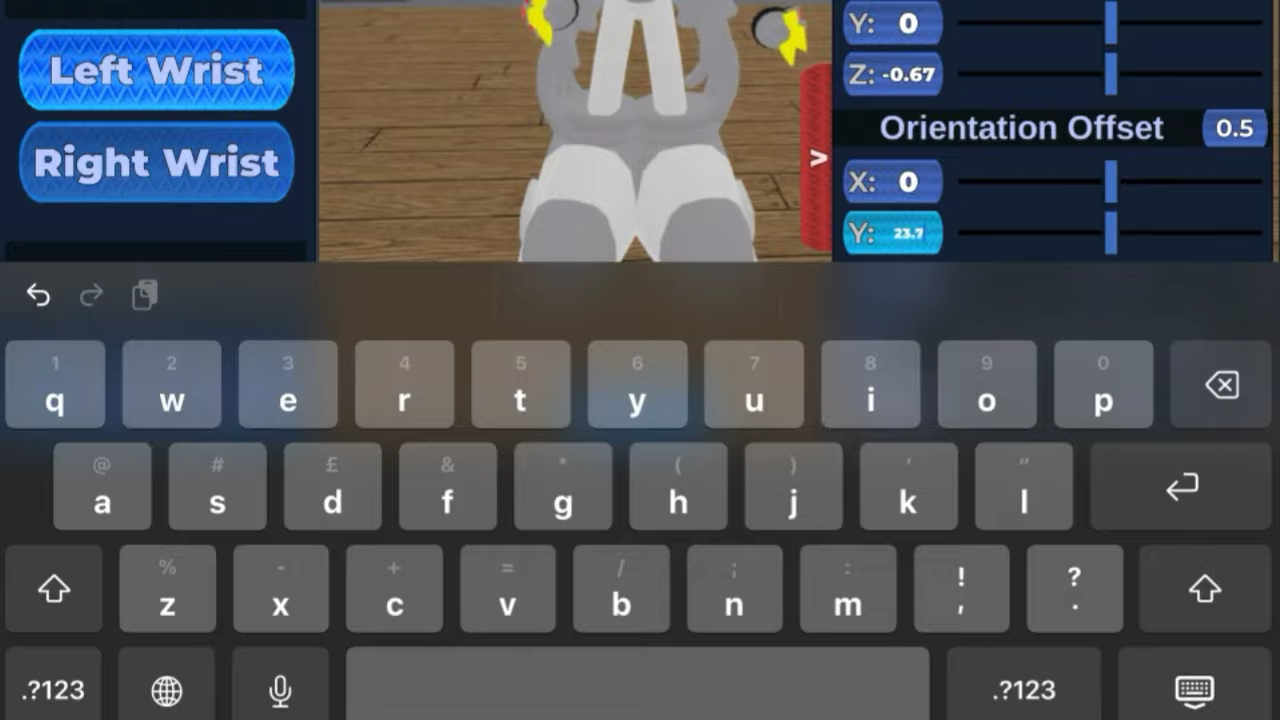 Y: 0
Left Wrist
Z: -0.67
Orientation Offset 0.5
Right Wrist
>
X: 0
Y: 23.7
1 2 3 4 5 6 7 8 9 0
q w e r t y u i o p
@ # £ & * ( ) ' "
a s d f g h j k l
% - + = / ; : ! ?
z x c v b n m , .
.?123 .?123